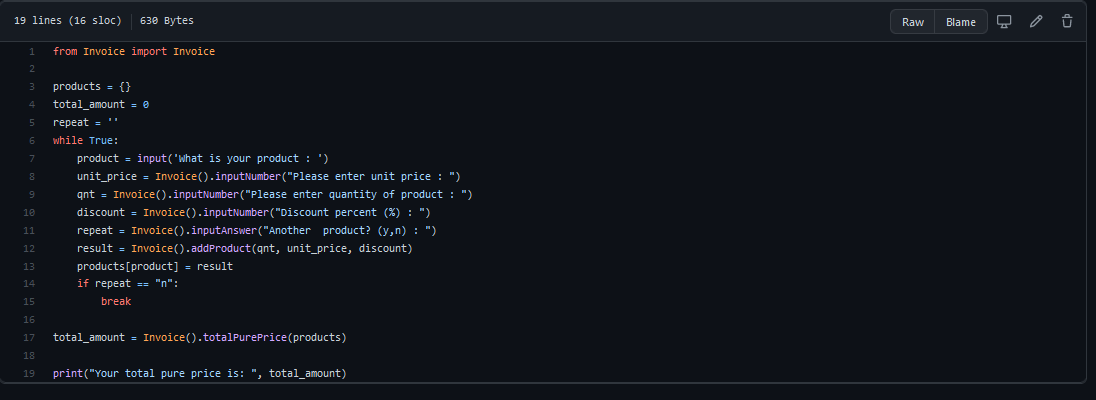 19 lines (16 sloc) 630 Bytes Raw Blame
1 from Invoice import Invoice
2
3 products = {}
4 total_amount = 0
5 repeat = ''
6 while True:
7     product = input('What is your product : ')
8     unit_price = Invoice().inputNumber("Please enter unit price : ")
9     qnt = Invoice().inputNumber("Please enter quantity of product : ")
10     discount = Invoice().inputNumber("Discount percent (%) : ")
11     repeat = Invoice().inputAnswer("Another  product? (y,n) : ")
12     result = Invoice().addProduct(qnt, unit_price, discount)
13     products[product] = result
14     if repeat == "n":
15         break
16
17 total_amount = Invoice().totalPurePrice(products)
18
19 print("Your total pure price is: ", total_amount)